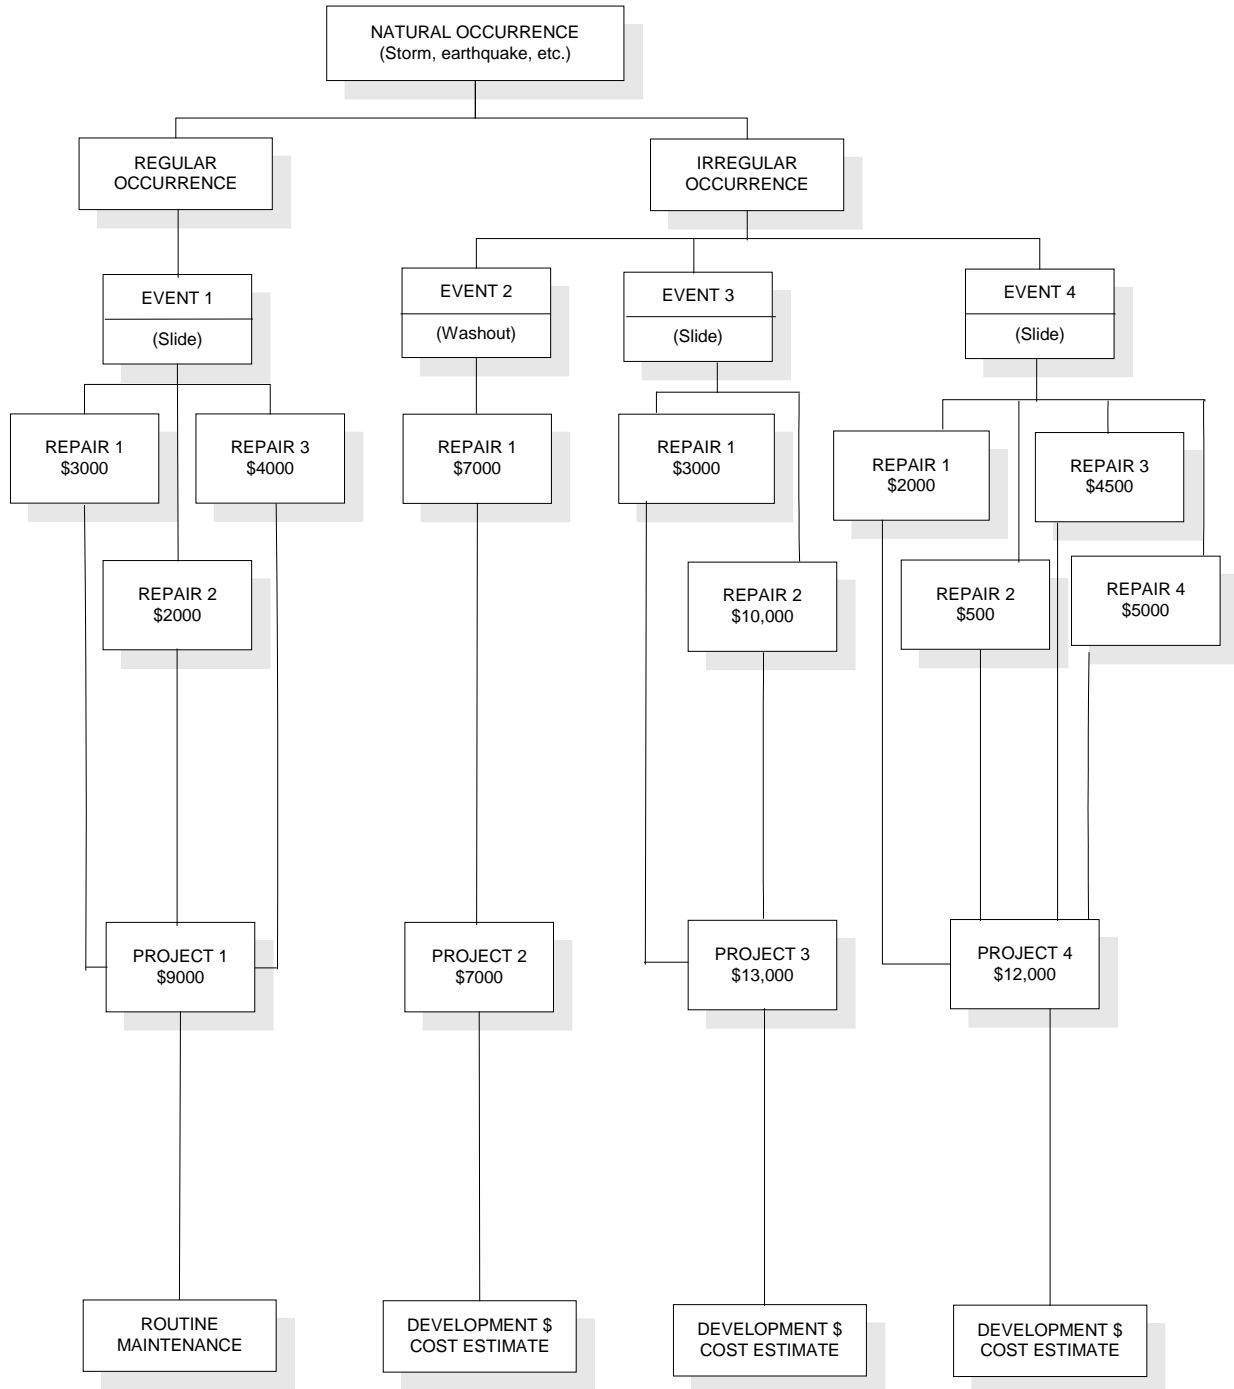 NATURAL OCCURRENCE
(Storm, earthquake, etc.)
REGULAR
OCCURRENCE
IRREGULAR
OCCURRENCE
EVENT 1
(Slide)
EVENT 2
(Washout)
EVENT 3
(Slide)
EVENT 4
(Slide)
REPAIR 1
$3000
REPAIR 3
$4000
REPAIR 1
$7000
REPAIR 1
$3000
REPAIR 1
$2000
REPAIR 3
$4500
REPAIR 2
$2000
REPAIR 2
$10,000
REPAIR 2
$500
REPAIR 4
$5000
PROJECT 1
$9000
PROJECT 2
$7000
PROJECT 3
$13,000
PROJECT 4
$12,000
ROUTINE
MAINTENANCE
DEVELOPMENT $
COST ESTIMATE
DEVELOPMENT $
COST ESTIMATE
DEVELOPMENT $
COST ESTIMATE